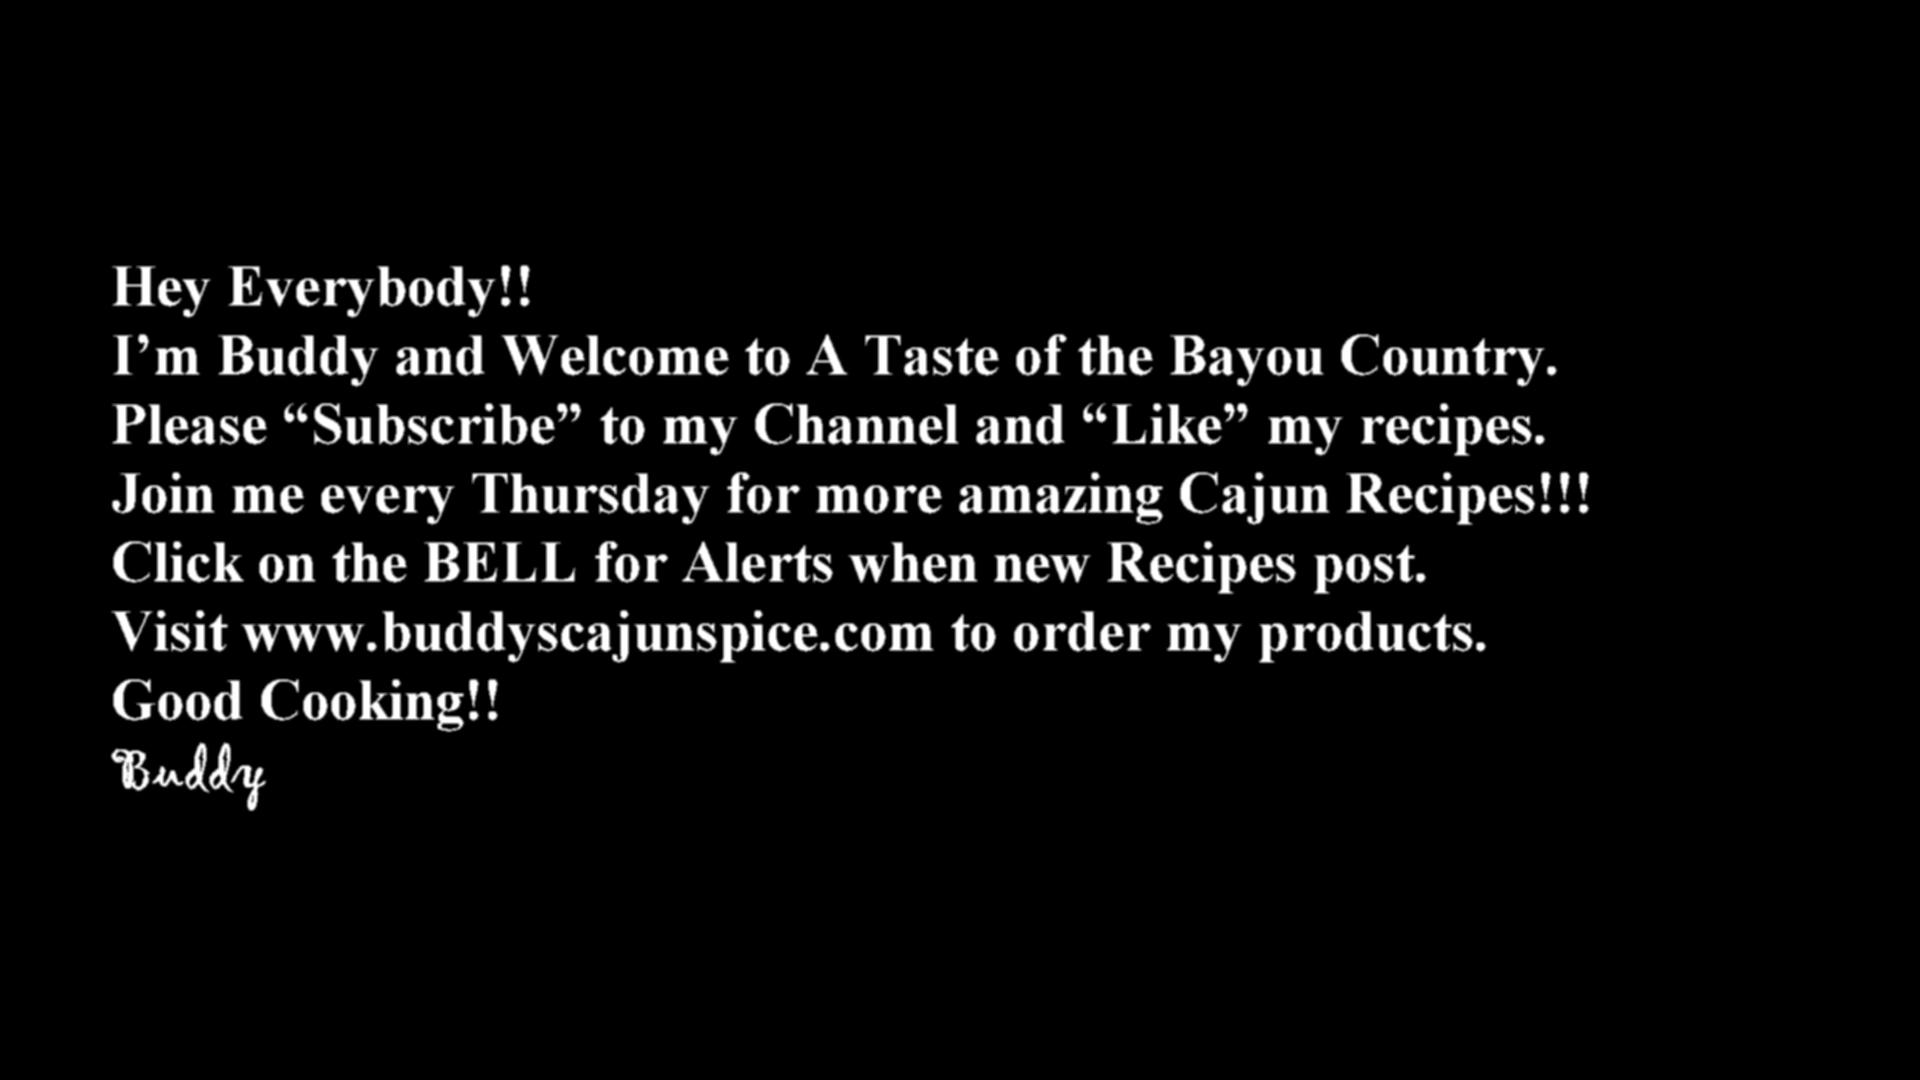 Hey Everybody!!
I’m Buddy and Welcome to A Taste of the Bayou Country.
Please “Subscribe” to my Channel and “Like” my recipes.
Join me every Thursday for more amazing Cajun Recipes!!!
Click on the BELL for Alerts when new Recipes post.
Visit www.buddyscajunspice.com to order my products.
Good Cooking!!
Buddy